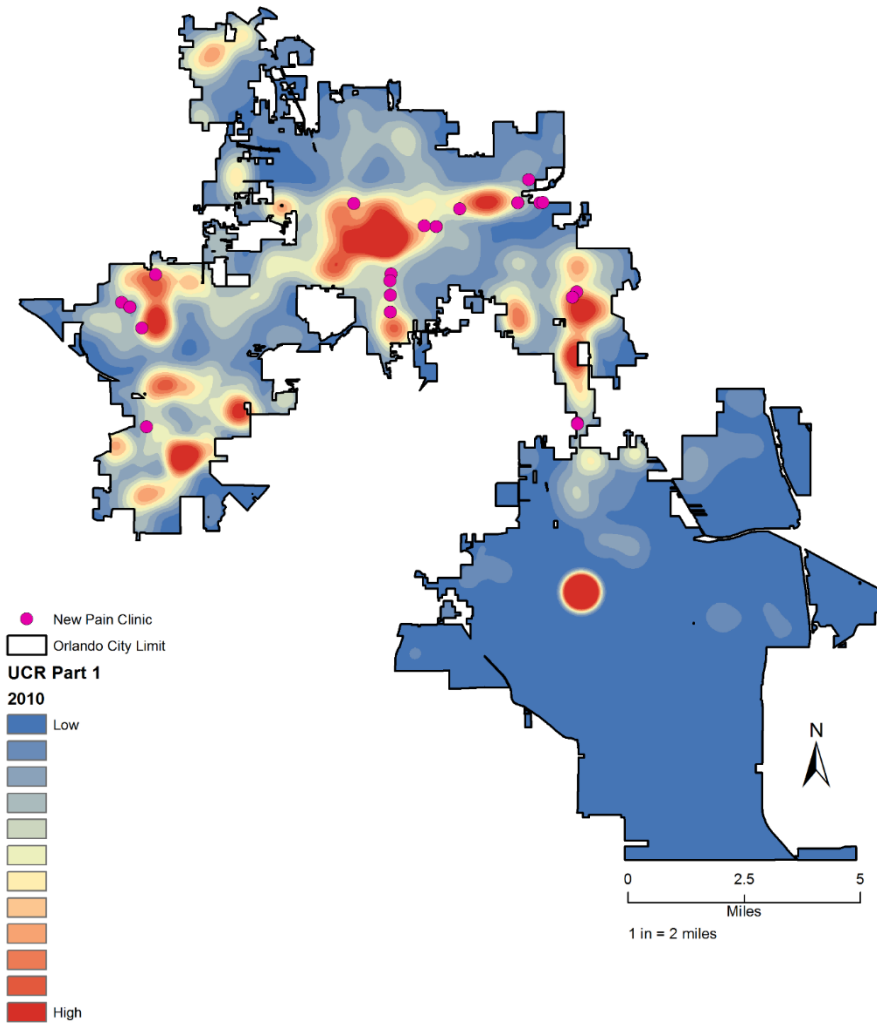 New Pain Clinic
Orlando City Limit
UCR Part 1
2010
Low
High
N
0 2.5 5
Miles
1 in = 2 miles